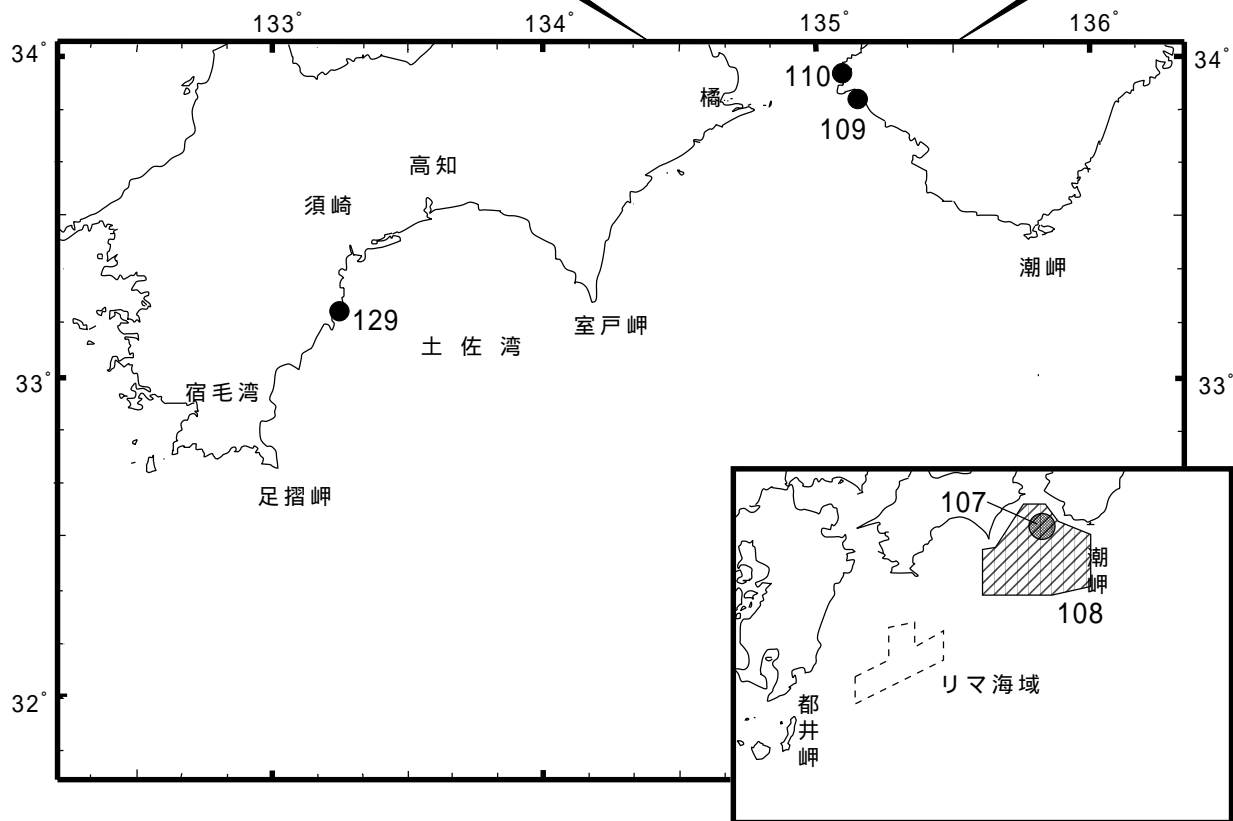 133°
134°
135°
136°
34°
34°
110
橘
109
高知
須崎
潮岬
129
室戸岬
土佐湾
33°
33°
宿毛湾
足摺岬
107
潮岬
108
リマ海域
32°
都井岬